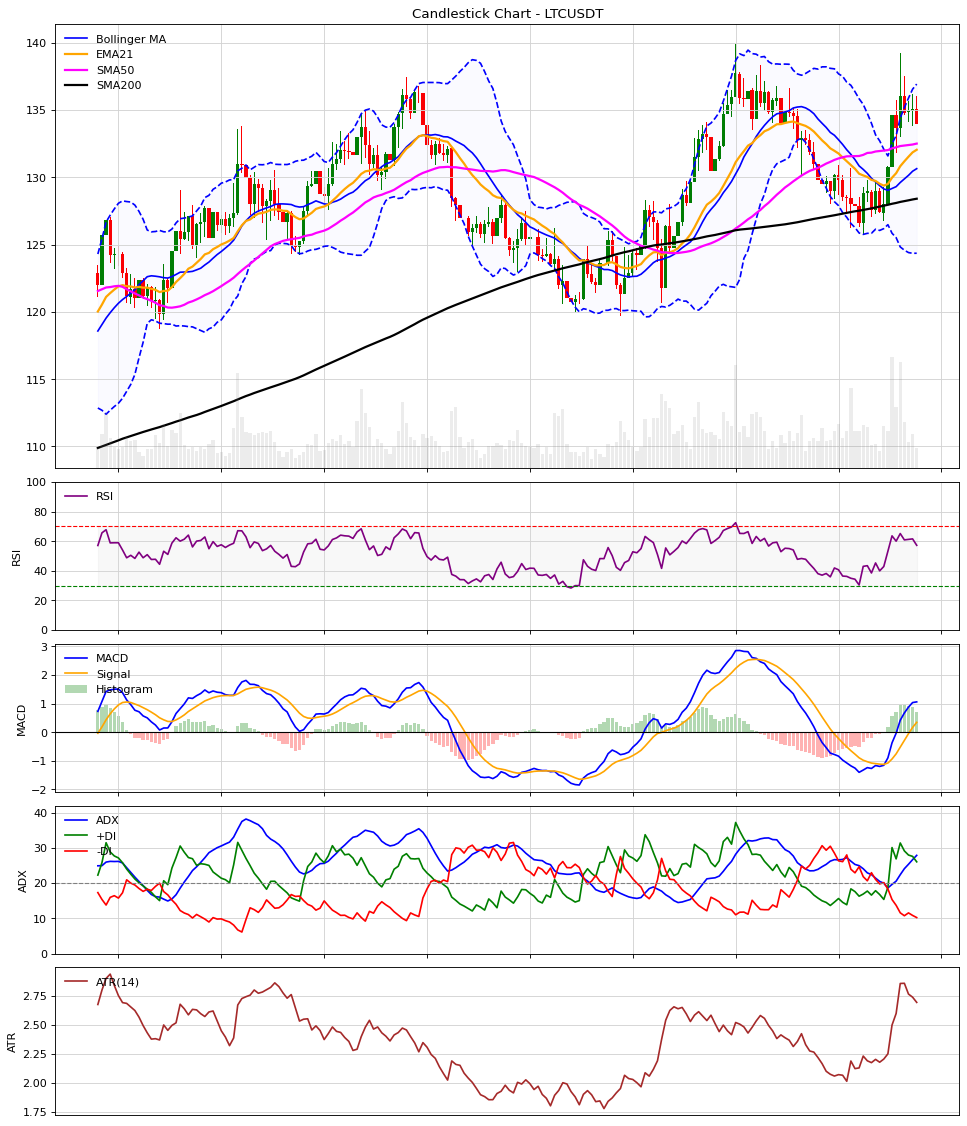 Candlestick Chart - LTCUSDT
Bollinger MA
EMA21
SMA50
SMA200
140
135
130
125
120
115
110
RSI
100
80
60
40
20
0
RSI
MACD
Signal
Histogram
3
2
1
0
−1
−2
MACD
ADX
+DI
-DI
40
30
20
10
0
ADX
ATR(14)
2.75
2.50
2.25
2.00
1.75
ATR